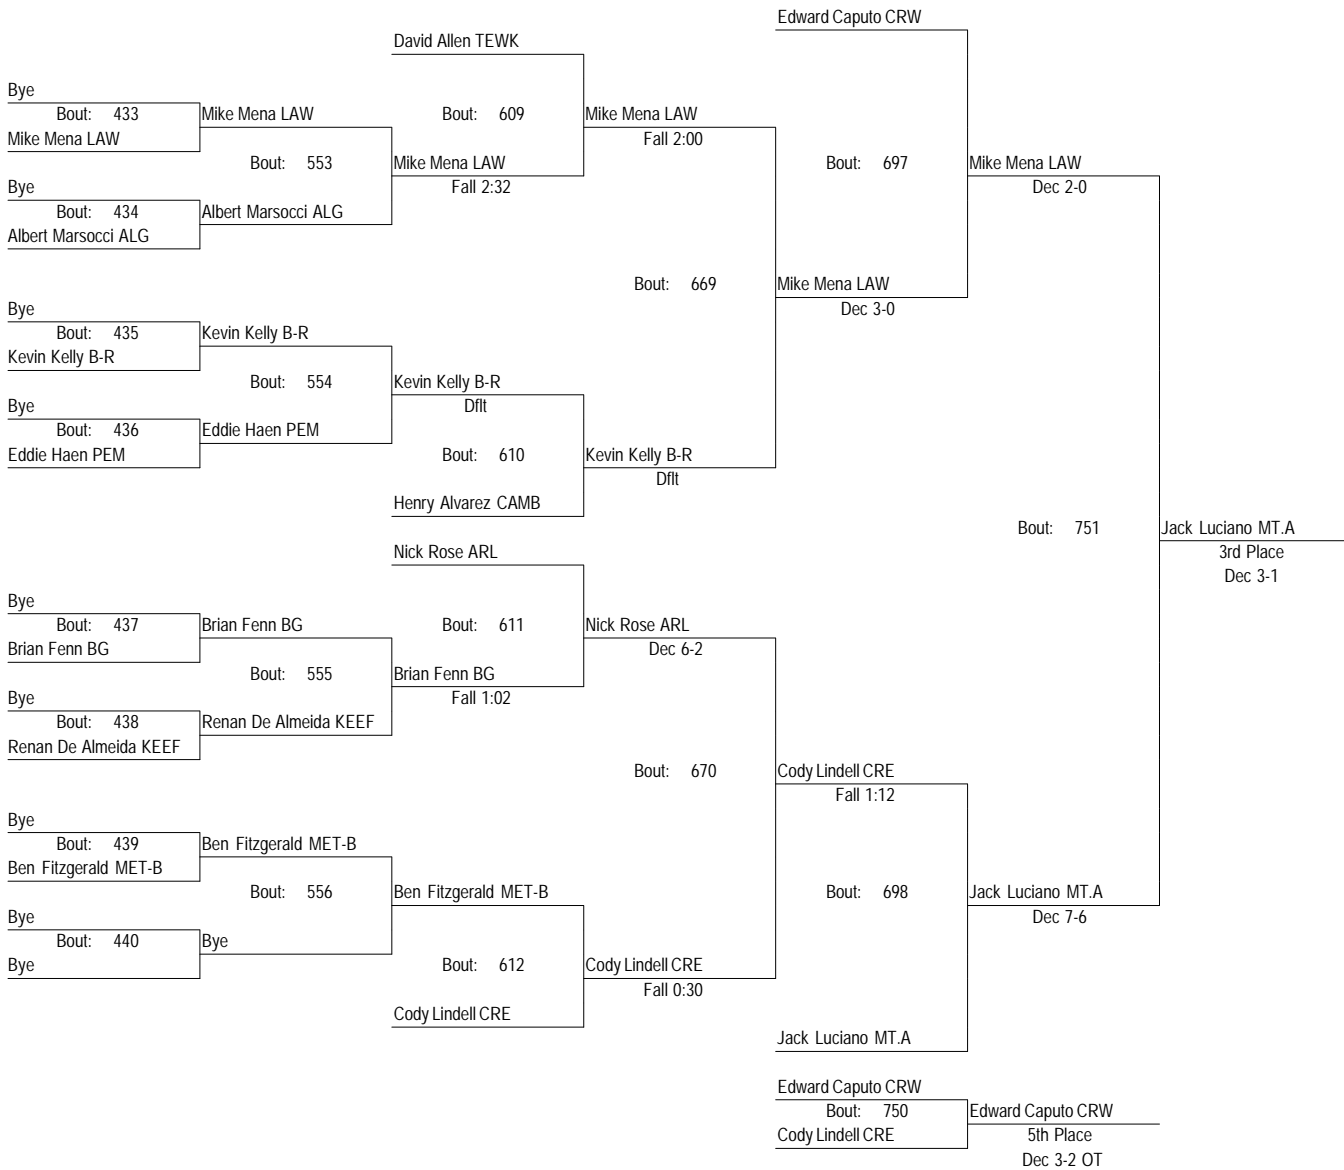 Edward Caputo CRW
David Allen TEWK
Bye
Bout: 433 Mike Mena LAW Bout: 609 Mike Mena LAW
Mike Mena LAW Fall 2:00
Bout: 553 Mike Mena LAW Bout: 697 Mike Mena LAW
Bye Fall 2:32 Dec 2-0
Bout: 434 Albert Marsocci ALG
Albert Marsocci ALG
Bout: 669 Mike Mena LAW
Bye Dec 3-0
Bout: 435 Kevin Kelly B-R
Kevin Kelly B-R
Bout: 554 Kevin Kelly B-R
Bye Dflt
Bout: 436 Eddie Haen PEM
Eddie Haen PEM Bout: 610 Kevin Kelly B-R
Dflt
Henry Alvarez CAMB
Bout: 751 Jack Luciano MT.A
Nick Rose ARL 3rd Place
Dec 3-1
Bye
Bout: 437 Brian Fenn BG Bout: 611 Nick Rose ARL
Brian Fenn BG Dec 6-2
Bout: 555 Brian Fenn BG
Bye Fall 1:02
Bout: 438 Renan De Almeida KEEF
Renan De Almeida KEEF
Bout: 670 Cody Lindell CRE
Fall 1:12
Bye
Bout: 439 Ben Fitzgerald MET-B
Ben Fitzgerald MET-B
Bout: 556 Ben Fitzgerald MET-B Bout: 698 Jack Luciano MT.A
Bye Dec 7-6
Bout: 440 Bye
Bye Bout: 612 Cody Lindell CRE
Fall 0:30
Cody Lindell CRE
Jack Luciano MT.A
Edward Caputo CRW
Bout: 750 Edward Caputo CRW
Cody Lindell CRE 5th Place
Dec 3-2 OT